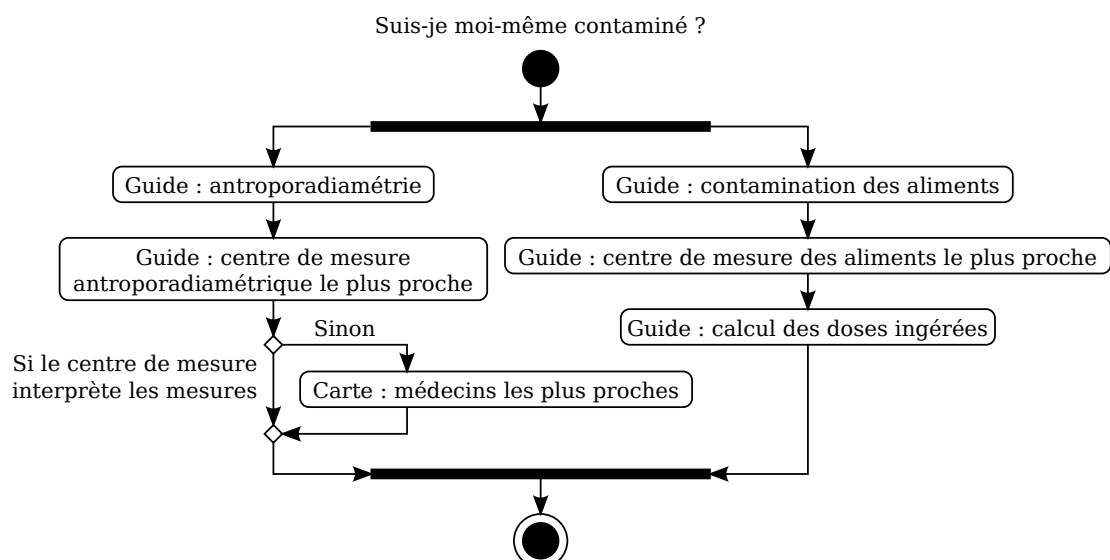 Suis-je moi-même contaminé ?
Guide : antroporadiamétrie
Guide : contamination des aliments
Guide : centre de mesure
antroporadiamétrique le plus proche
Guide : centre de mesure des aliments le plus proche
Guide : calcul des doses ingérées
Sinon
Si le centre de mesure
interprète les mesures
Carte : médecins les plus proches